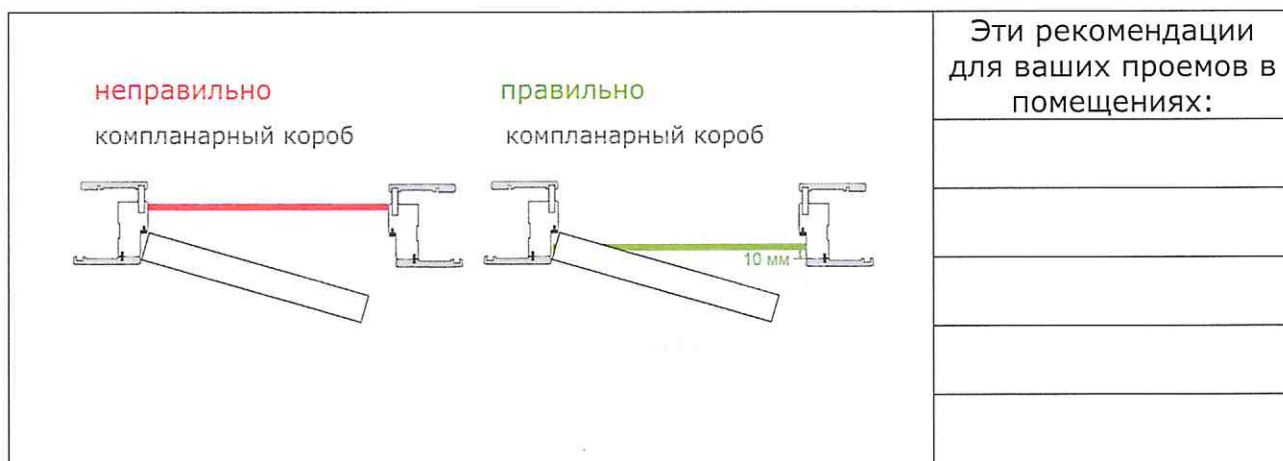 неправильно
компланарный короб
правильно
компланарный короб
10 мм
Эти рекомендации
для ваших проемов в
помещениях: